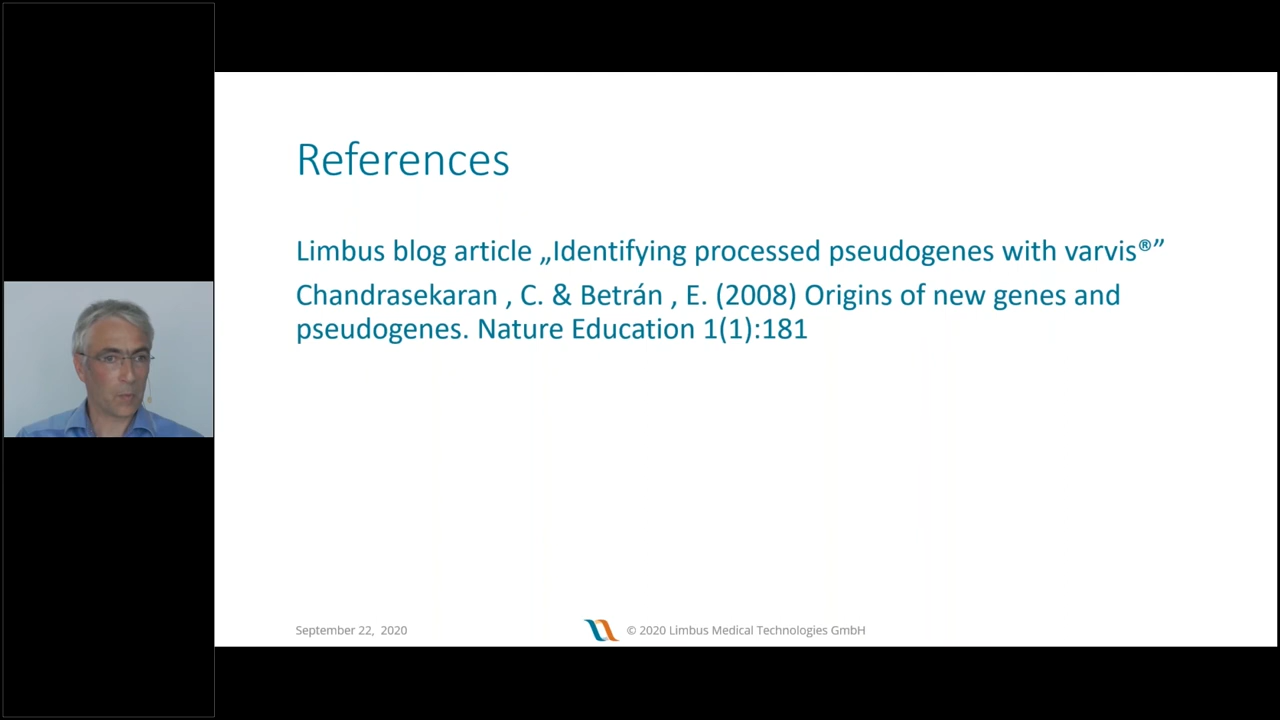 References
Limbus blog article „Identifying processed pseudogenes with varvis®”
Chandrasekaran , C. & Betrán , E. (2008) Origins of new genes and
pseudogenes. Nature Education 1(1):181
September 22, 2020
© 2020 Limbus Medical Technologies GmbH